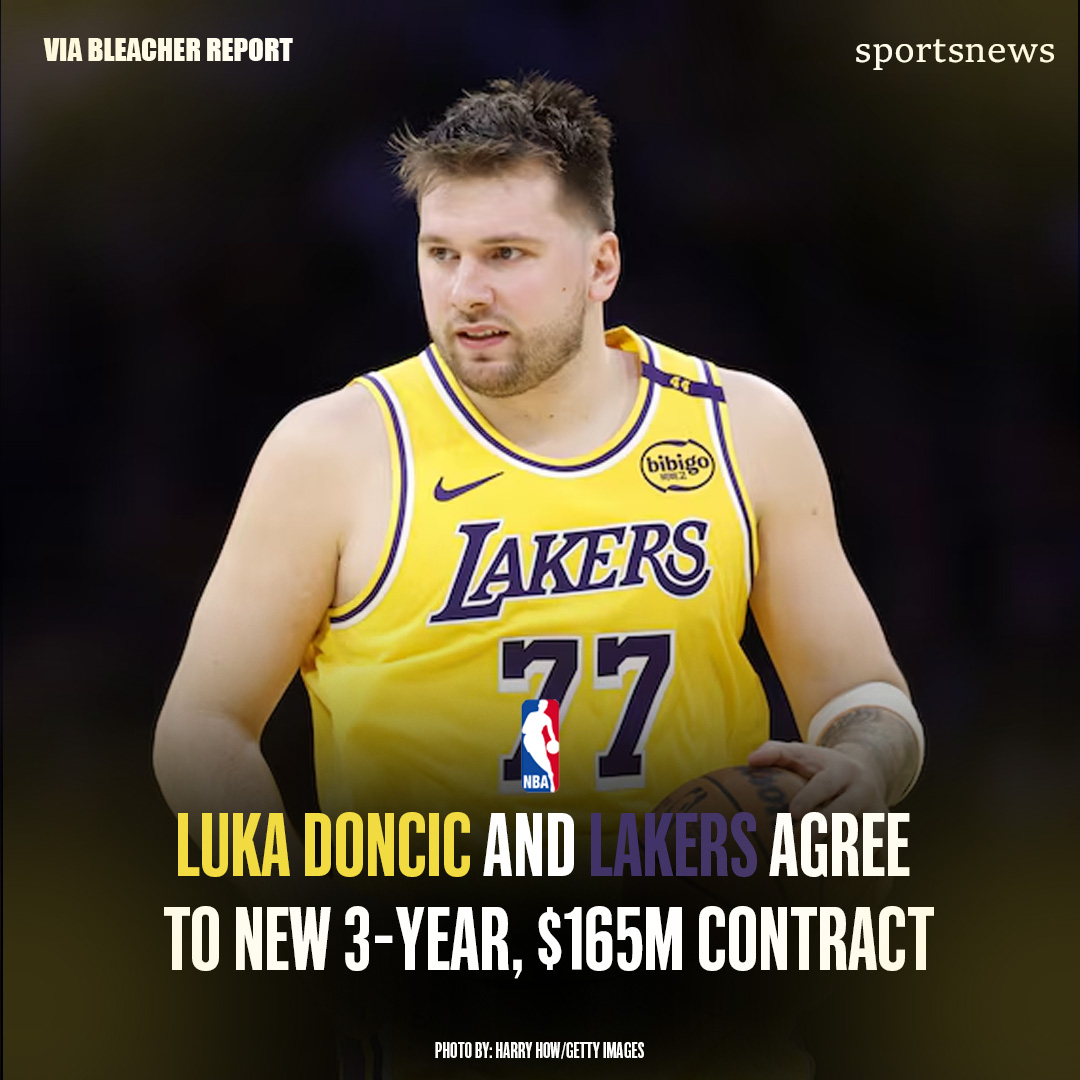 VIA BLEACHER REPORT
sportsnews
bibigo
LAKERS
77
NBA
LUKA DONCIC AND LAKERS AGREE
TO NEW 3-YEAR, $165M CONTRACT
PHOTO BY: HARRY HOW/GETTY IMAGES